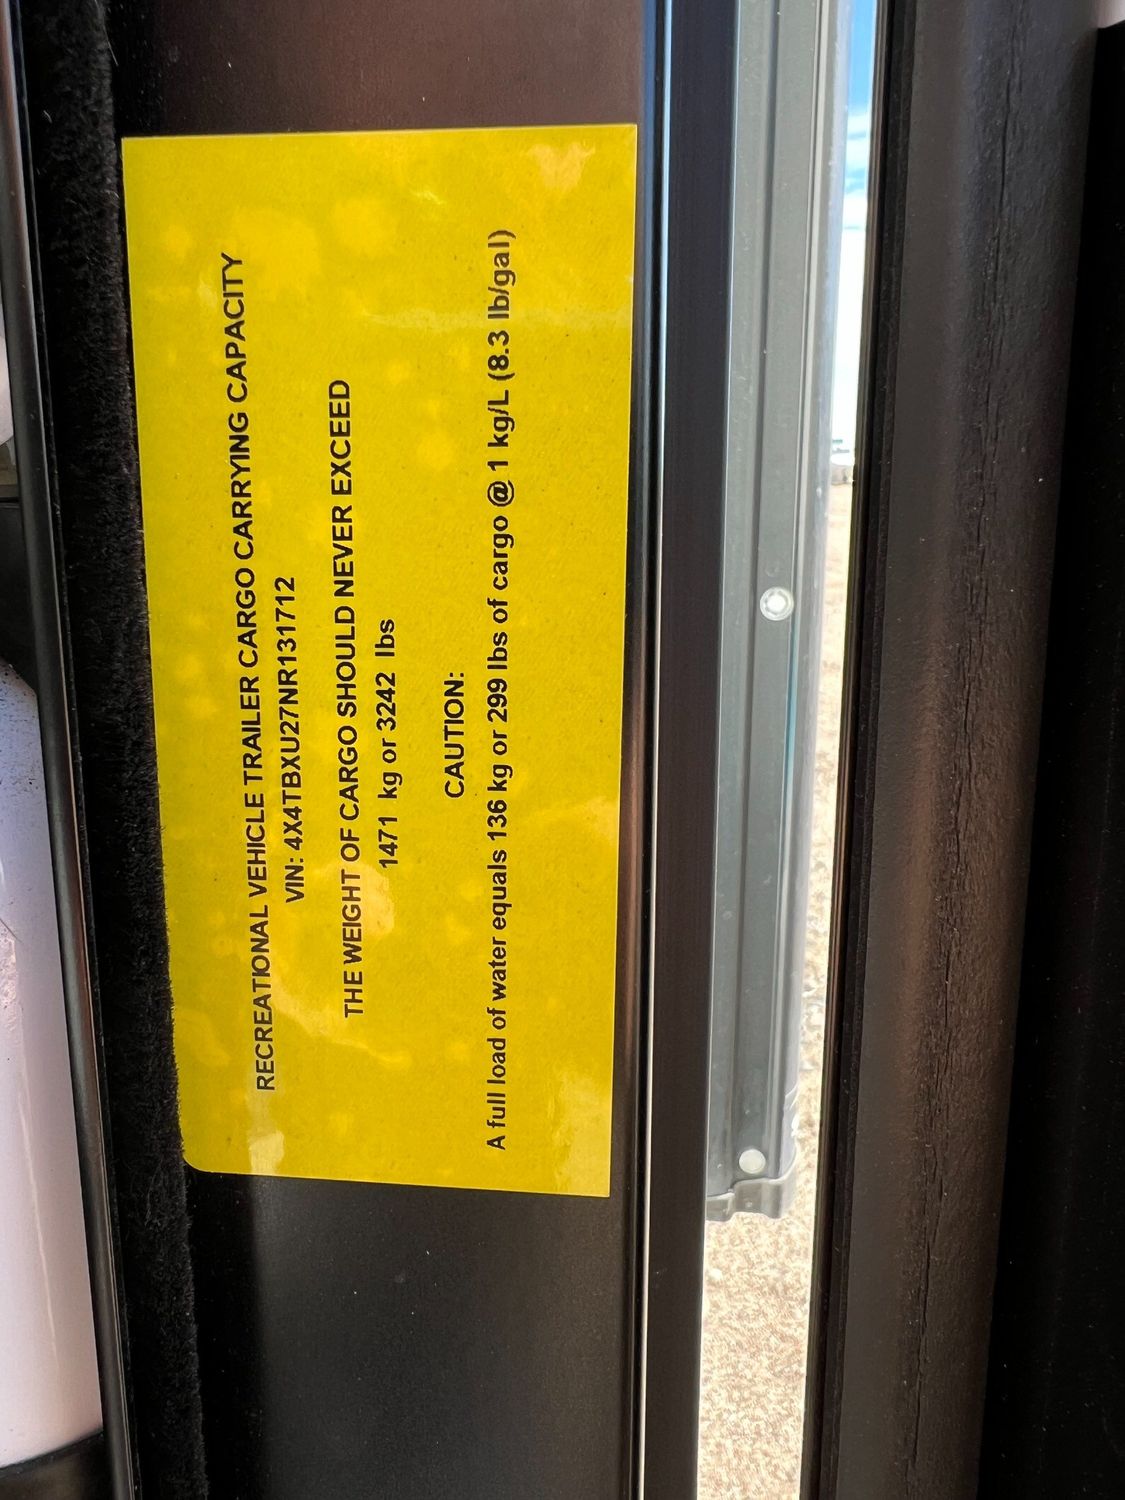 RECREATIONAL VEHICLE TRAILER CARGO CARRYING CAPACITY
VIN: 4X4TBXU27NR131712
THE WEIGHT OF CARGO SHOULD NEVER EXCEED
1471 kg or 3242 lbs
CAUTION:
A full load of water equals 136 kg or 299 lbs of cargo @ 1 kg/L (8.3 lb/gal)